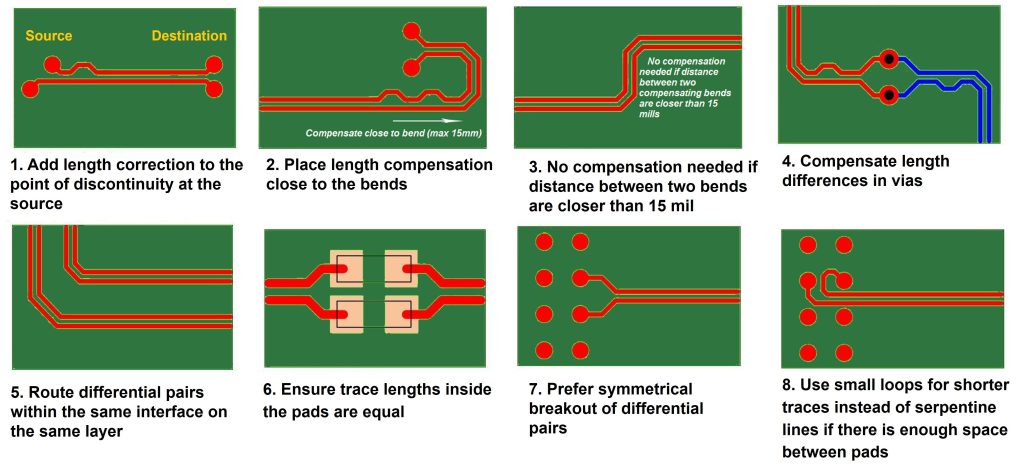 Source
Destination
1. Add length correction to the
point of discontinuity at the
source
Compensate close to bend (max 15mm)
2. Place length compensation
close to the bends
No compensation
needed if distance
between two
compensating bends
are closer than 15
mills
3. No compensation needed if
distance between two bends
are closer than 15 mil
4. Compensate length
differences in vias
5. Route differential pairs
within the same interface on
the same layer
6. Ensure trace lengths inside
the pads are equal
7. Prefer symmetrical
breakout of differential
pairs
8. Use small loops for shorter
traces instead of serpentine
lines if there is enough space
between pads